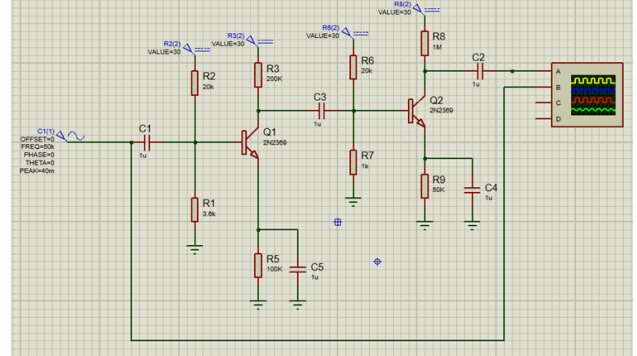 R8(2)
VALUE=30
R2(2)
VALUE=30
R3(2)
VALUE=30
R6(2)
VALUE=30
R8
1M
R2
20k
R3
200K
R6
20k
C2
1u
A
B
C
D
C3
1u
Q2
2N2369
C1(1)
OFFSET=0
FREQ=50k
PHASE=0
THETA=0
PEAK=40m
C1
1u
Q1
2N2369
R7
1k
R9
50K
C4
1u
R1
3.6k
R5
100K
C5
1u